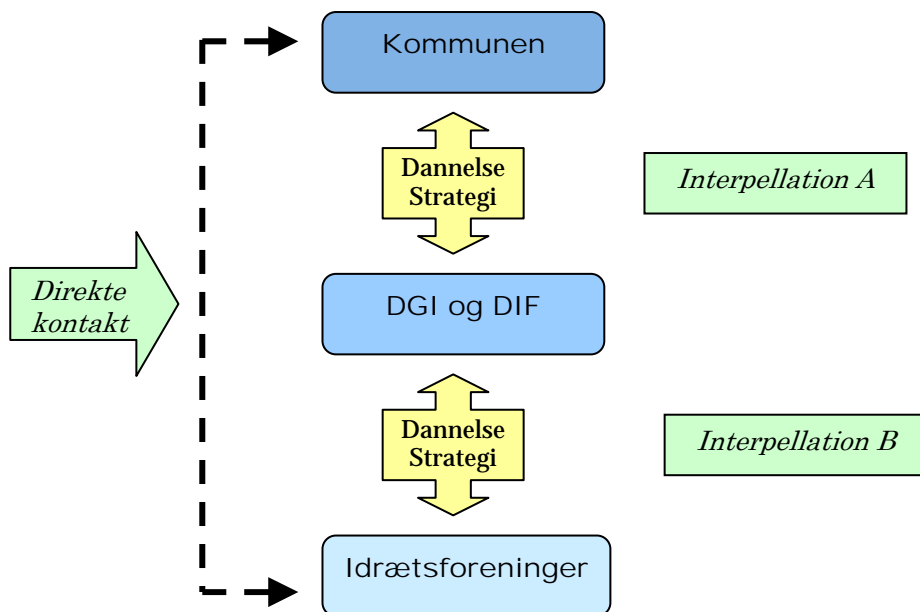 Kommunen
Dannelse
Strategi
Interpellation A
Direkte
kontakt
DGI og DIF
Dannelse
Strategi
Interpellation B
Idrætsforeninger